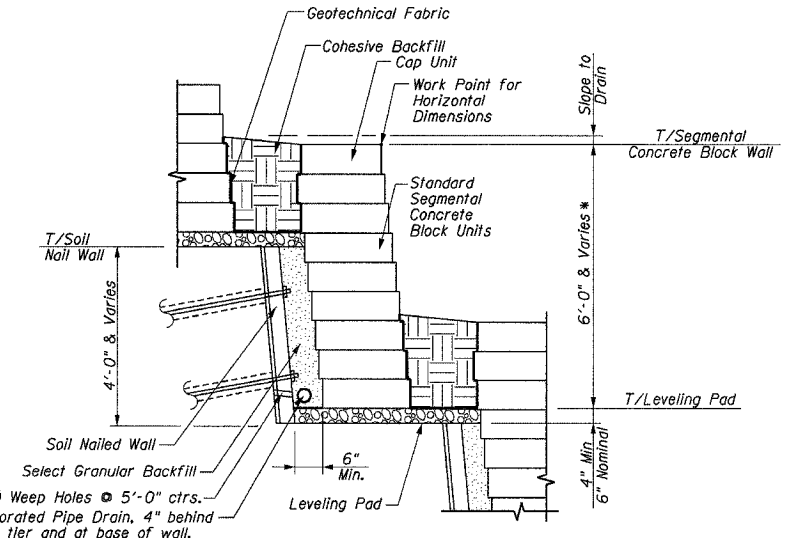 Geotechnical Fabric
Cohesive Backfill
Cap Unit
Work Point for
Horizontal
Dimensions
Slope to
Drain
T/Segmental
Concrete Block Wall
Standard
Segmental
Concrete
Block Units
T/Soil
Nail Wall
4'-0" & Varies
6'-0" & Varies *
T/Leveling Pad
4" Min
6" Nominal
Soil Nailed Wall
Select Granular Backfill
6"
Min.
Weep Holes @ 5'-0" ctrs.
Leveling Pad
orated Pipe Drain, 4" behind
tier and at base of wall.